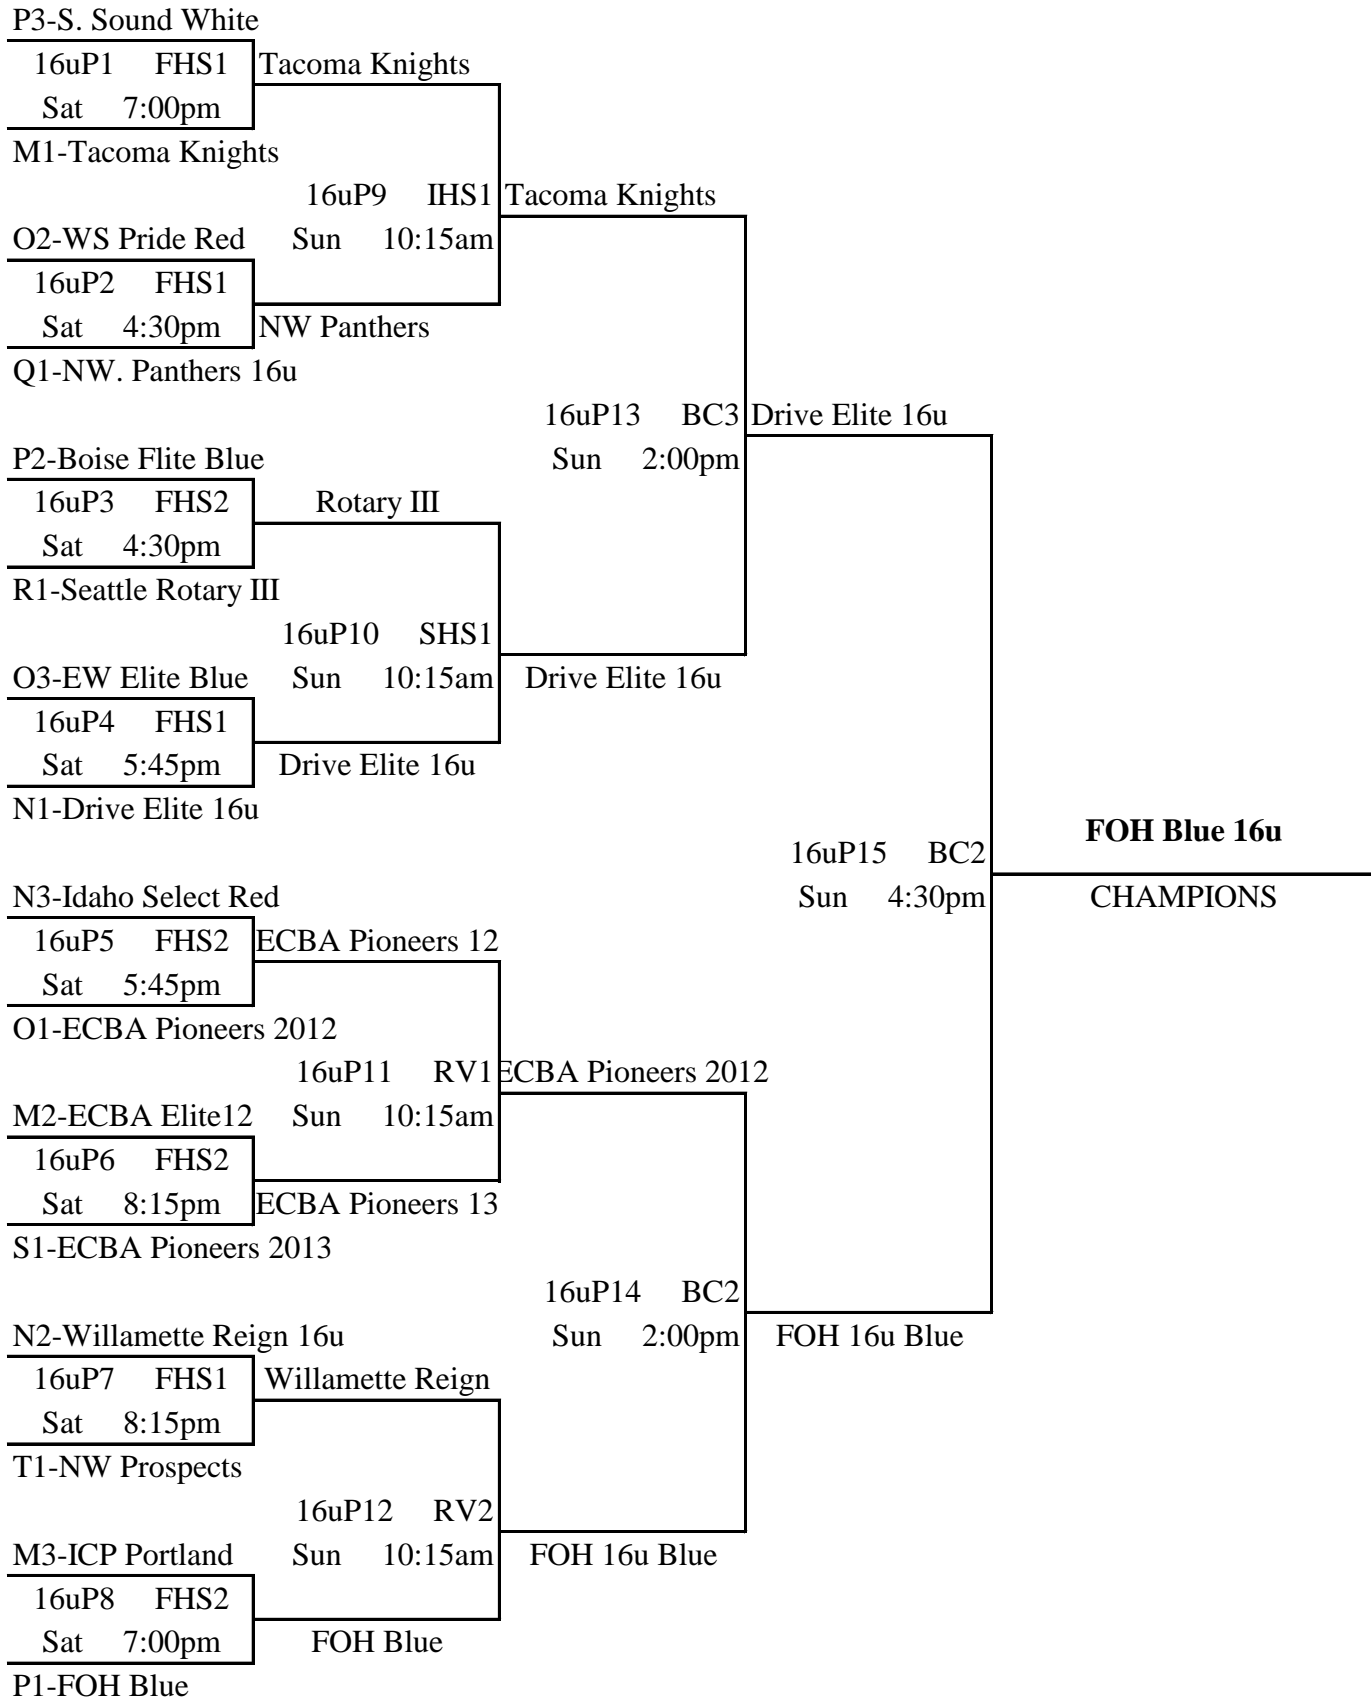 P3-S. Sound White
16uP1 FHS1 Tacoma Knights
Sat 7:00pm
M1-Tacoma Knights
16uP9 IHS1 Tacoma Knights
O2-WS Pride Red Sun 10:15am
16uP2 FHS1
Sat 4:30pm NW Panthers
Q1-NW. Panthers 16u
16uP13 BC3 Drive Elite 16u
P2-Boise Flite Blue Sun 2:00pm
16uP3 FHS2 Rotary III
Sat 4:30pm
R1-Seattle Rotary III
16uP10 SHS1
O3-EW Elite Blue Sun 10:15am Drive Elite 16u
16uP4 FHS1
Sat 5:45pm Drive Elite 16u
N1-Drive Elite 16u
FOH Blue 16u
16uP15 BC2
N3-Idaho Select Red Sun 4:30pm CHAMPIONS
16uP5 FHS2 ECBA Pioneers 12
Sat 5:45pm
O1-ECBA Pioneers 2012
16uP11 RV1 ECBA Pioneers 2012
M2-ECBA Elite12 Sun 10:15am
16uP6 FHS2
Sat 8:15pm ECBA Pioneers 13
S1-ECBA Pioneers 2013
16uP14 BC2
N2-Willamette Reign 16u Sun 2:00pm FOH 16u Blue
16uP7 FHS1 Willamette Reign
Sat 8:15pm
T1-NW Prospects
16uP12 RV2
M3-ICP Portland Sun 10:15am FOH 16u Blue
16uP8 FHS2
Sat 7:00pm FOH Blue
P1-FOH Blue